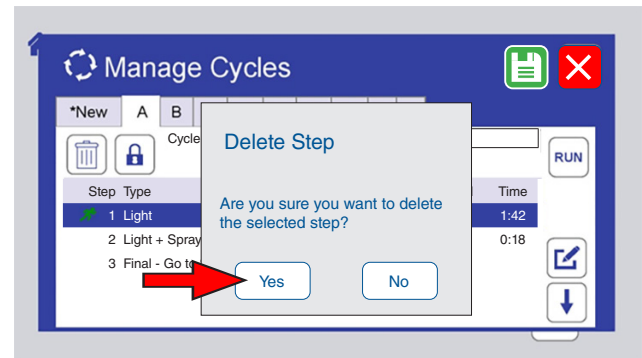 Manage Cycles
*New A B
Cycle
RUN
Step Type Time
1 Light 1:42
2 Light + Spray 0:18
3 Final - Go to
Delete Step
Are you sure you want to delete
the selected step?
Yes No